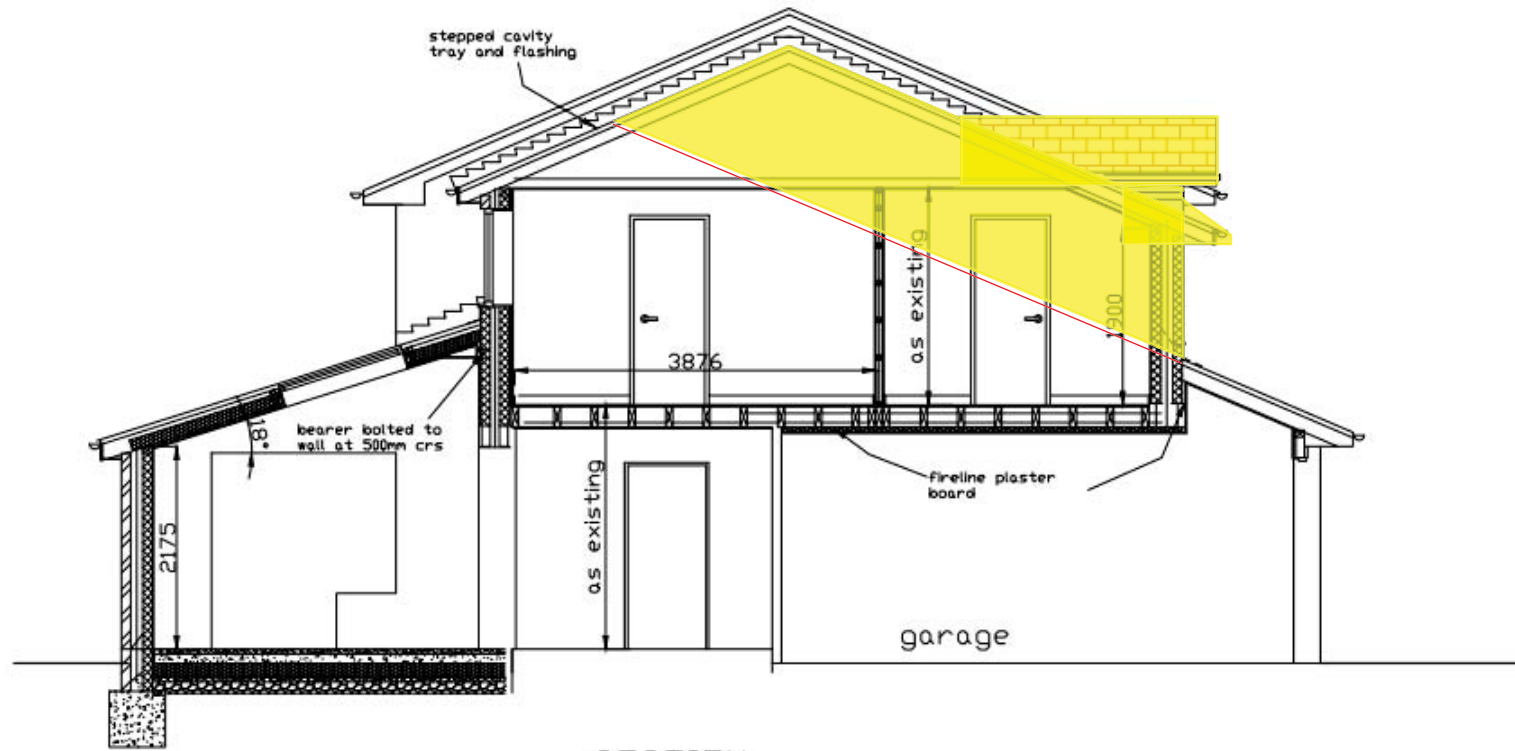 stepped cavity
tray and flashing
as existing
1900
3876
18°
bearer bolted to
wall at 500mm crs
fireline plaster
board
as existing
2175
garage